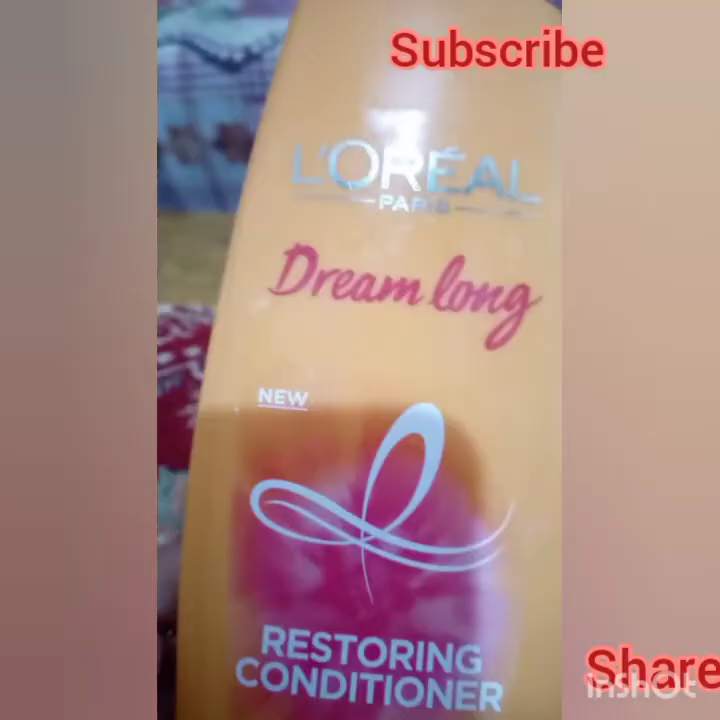 Subscribe
L'ORÉAL
PARIS
Dream long
NEW
RESTORING
CONDITIONER
Share
inshot